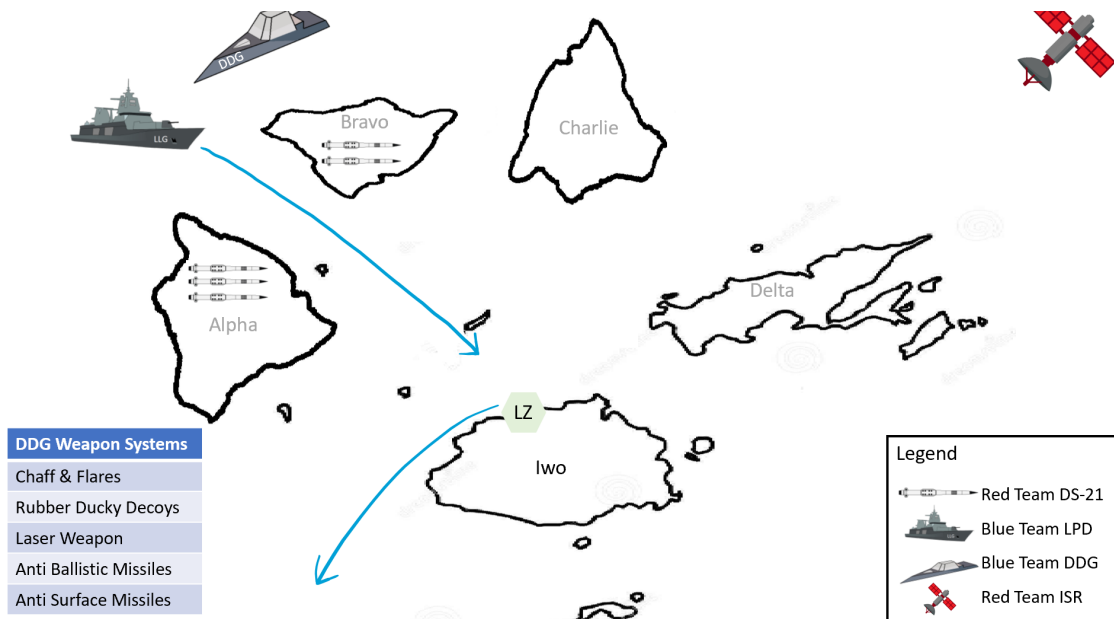 DDG
LLG
Bravo
Charlie
Alpha
Delta
LZ
Iwo
DDG Weapon Systems
Chaff & Flares
Rubber Ducky Decoys
Laser Weapon
Anti Ballistic Missiles
Anti Surface Missiles
Legend
Red Team DS-21
Blue Team LPD
Blue Team DDG
Red Team ISR